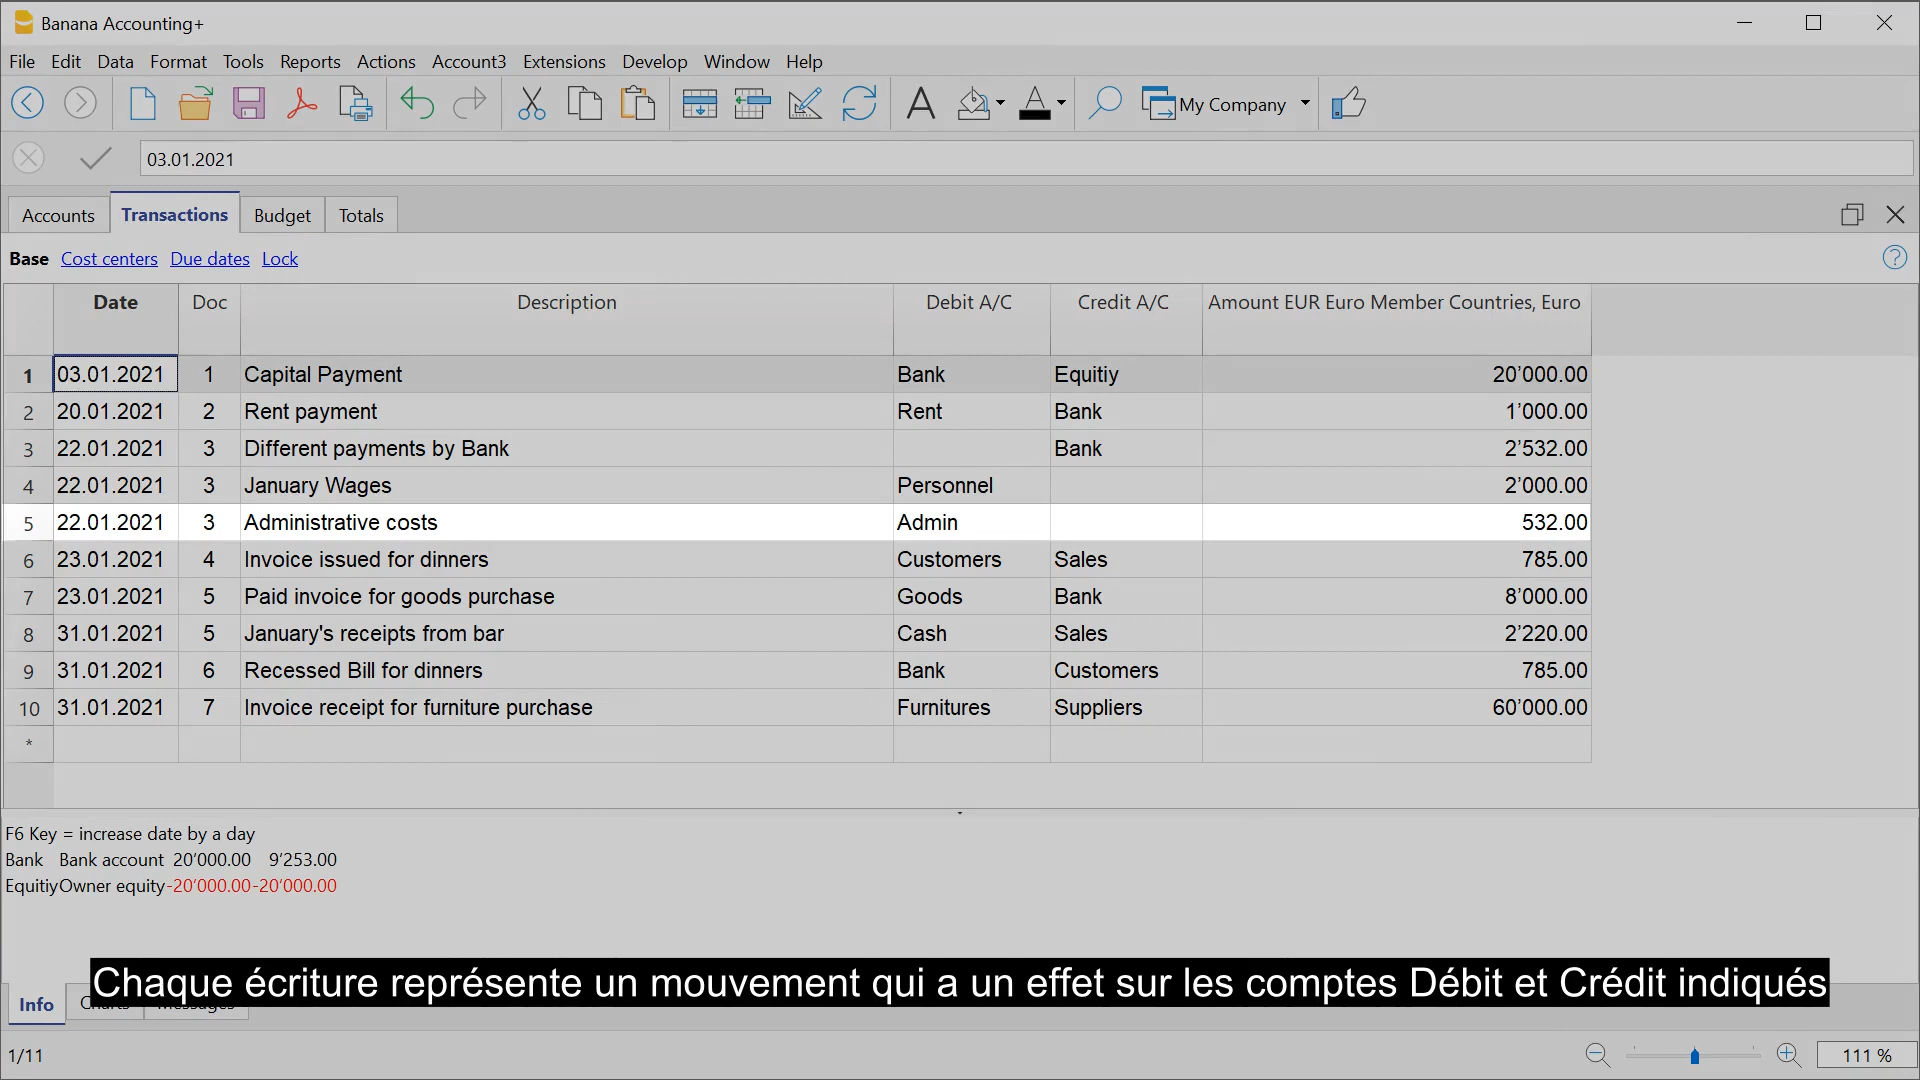 Banana Accounting+
File Edit Data Format Tools Reports Actions Account3 Extensions Develop Window Help
My Company
03.01.2021
Accounts Transactions Budget Totals
Base Cost centers Due dates Lock
Date Doc Description Debit A/C Credit A/C Amount EUR Euro Member Countries, Euro
1 03.01.2021 1 Capital Payment Bank Equitiy 20’000.00
2 20.01.2021 2 Rent payment Rent Bank 1’000.00
3 22.01.2021 3 Different payments by Bank Bank 2’532.00
4 22.01.2021 3 January Wages Personnel 2’000.00
5 22.01.2021 3 Administrative costs Admin 532.00
6 23.01.2021 4 Invoice issued for dinners Customers Sales 785.00
7 23.01.2021 5 Paid invoice for goods purchase Goods Bank 8’000.00
8 31.01.2021 5 January's receipts from bar Cash Sales 2’220.00
9 31.01.2021 6 Recessed Bill for dinners Bank Customers 785.00
10 31.01.2021 7 Invoice receipt for furniture purchase Furnitures Suppliers 60’000.00
*
F6 Key = increase date by a day
Bank Bank account 20’000.00 9’253.00
Equitiy Owner equity -20’000.00 -20’000.00
Chaque écriture représente un mouvement qui a un effet sur les comptes Débit et Crédit indiqués
Info Charts Messages
1/11
111 %